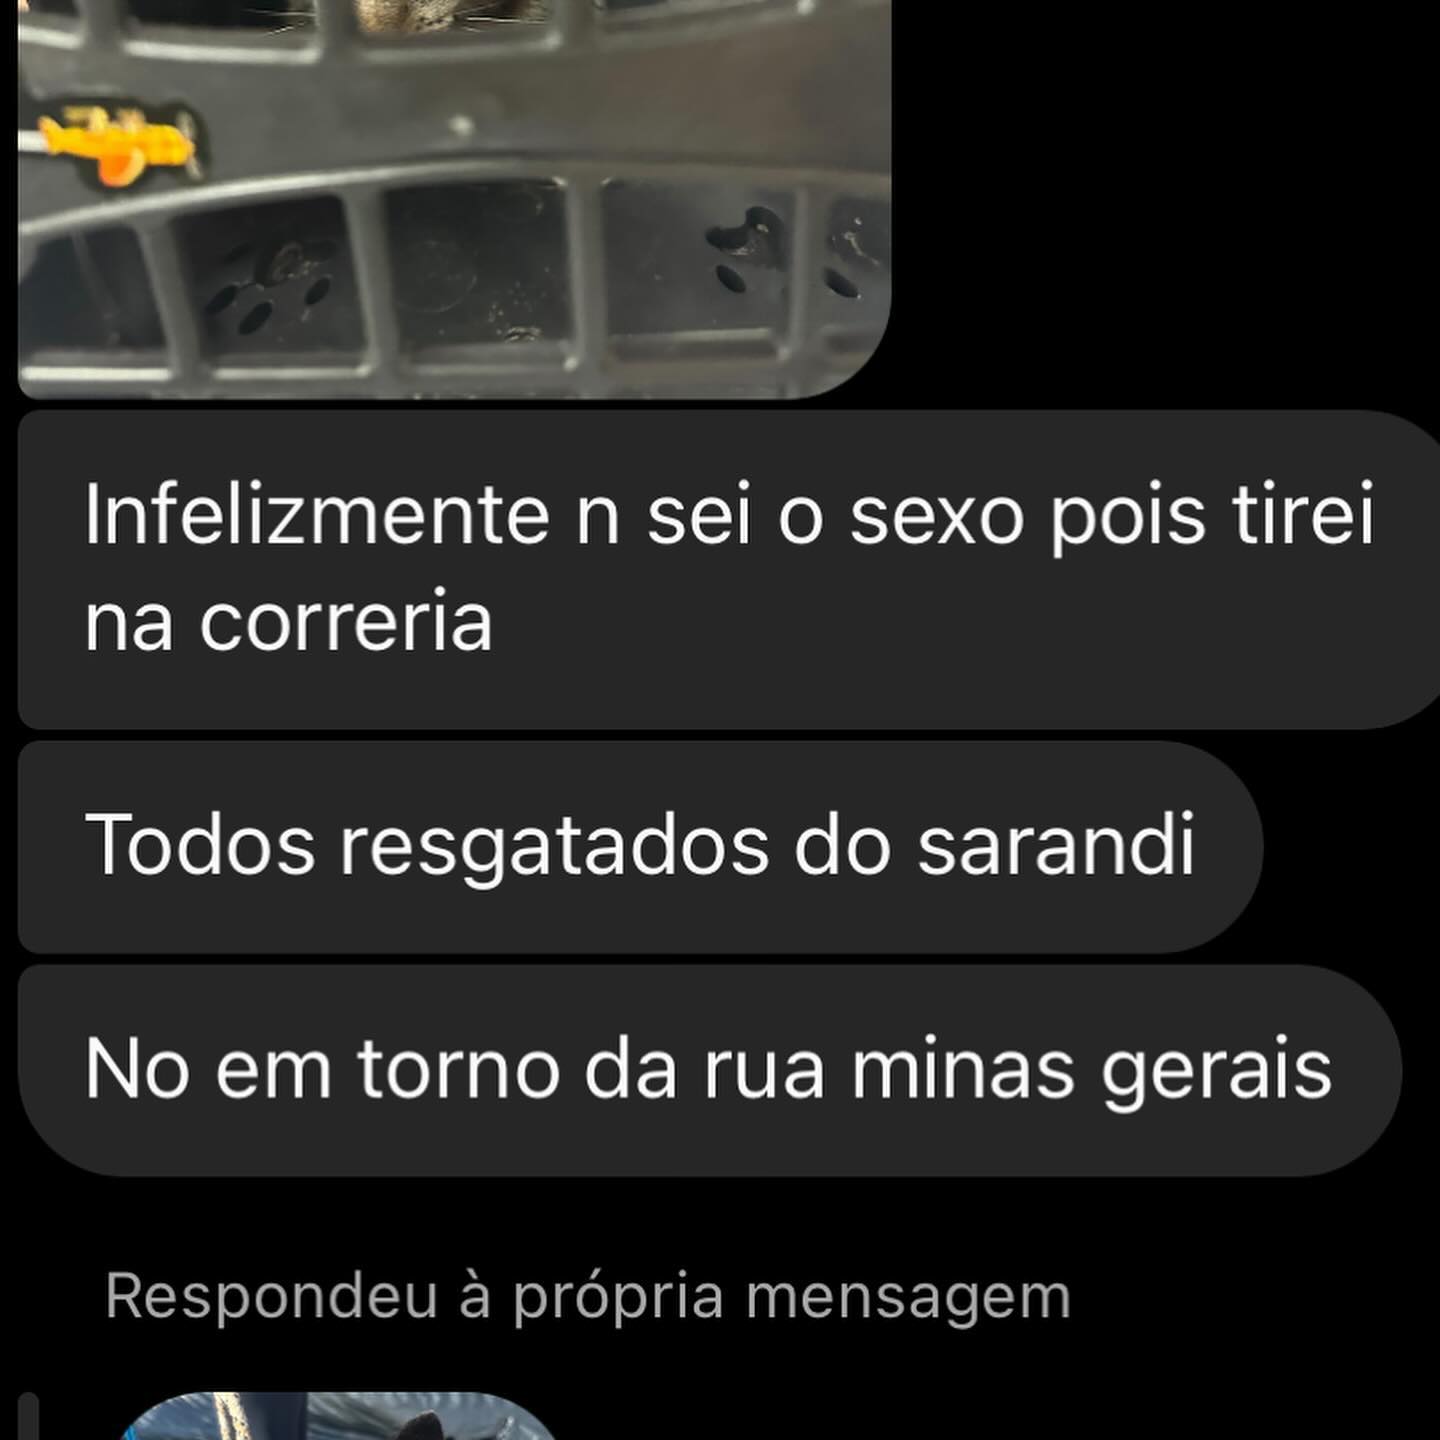 Infelizmente n sei o sexo pois tirei
na correria
Todos resgatados do sarandi
No em torno da rua minas gerais
Respondeu à própria mensagem